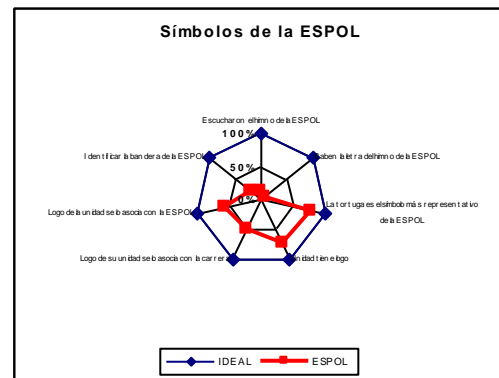 Símbolos de la ESPOL
Escucharon el himno de la ESPOL
100%
Saben la letra del himno de la ESPOL
Identificar la bandera de la ESPOL
50%
0%
La tortuga es el símbolo más representativo
de la ESPOL
Logo de la unidad se basocia con la ESPOL
Logo de su unidad se basocia con la carrera
unidad tiene logo
IDEAL
ESPOL